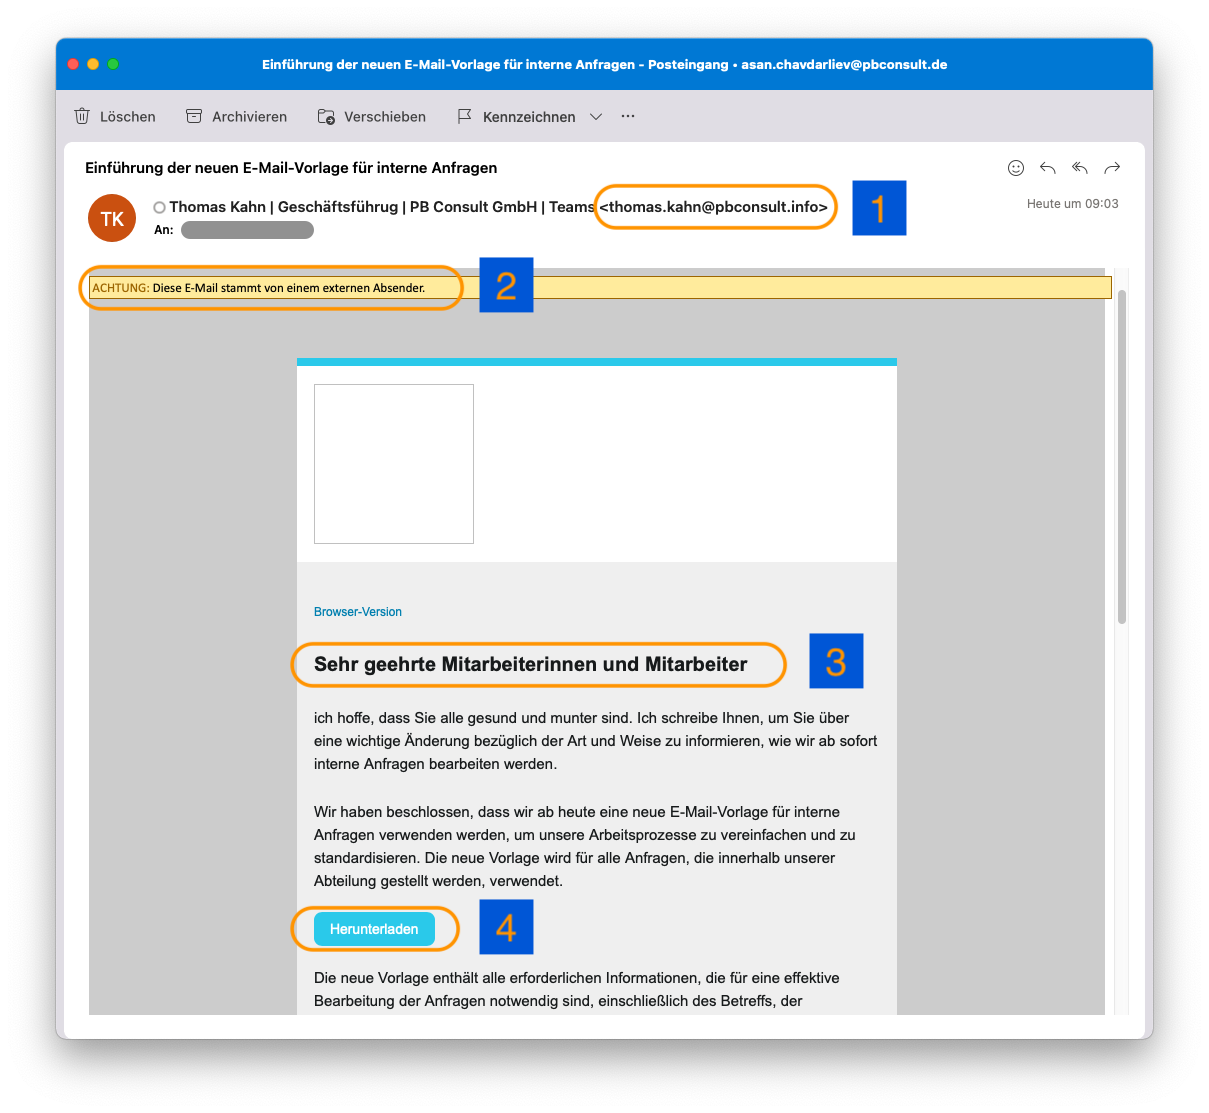 Einführung der neuen E-Mail-Vorlage für interne Anfragen - Posteingang • asan.chavdarliev@pbconsult.de
Löschen Archivieren Verschieben Kennzeichnen ...
Einführung der neuen E-Mail-Vorlage für interne Anfragen
TK
Thomas Kahn | Geschäftsführug | PB Consult GmbH | Teams <thomas.kahn@pbconsult.info> 1
Heute um 09:03
An:
ACHTUNG: Diese E-Mail stammt von einem externen Absender. 2
Browser-Version
Sehr geehrte Mitarbeiterinnen und Mitarbeiter 3
ich hoffe, dass Sie alle gesund und munter sind. Ich schreibe Ihnen, um Sie über
eine wichtige Änderung bezüglich der Art und Weise zu informieren, wie wir ab sofort
interne Anfragen bearbeiten werden.
Wir haben beschlossen, dass wir ab heute eine neue E-Mail-Vorlage für interne
Anfragen verwenden werden, um unsere Arbeitsprozesse zu vereinfachen und zu
standardisieren. Die neue Vorlage wird für alle Anfragen, die innerhalb unserer
Abteilung gestellt werden, verwendet.
Herunterladen 4
Die neue Vorlage enthält alle erforderlichen Informationen, die für eine effektive
Bearbeitung der Anfragen notwendig sind, einschließlich des Betreffs, der